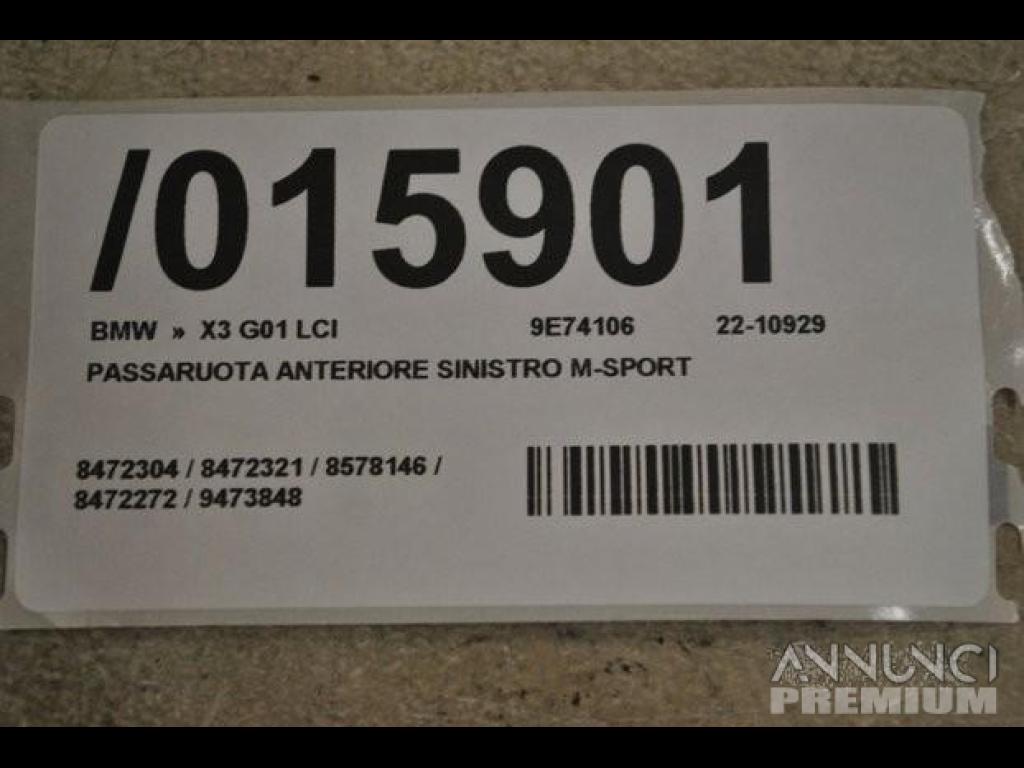 /015901
BMW » X3 G01 LCI 9E74106 22-10929
PASSARUOTA ANTERIORE SINISTRO M-SPORT
8472304 / 8472321 / 8578146 /
8472272 / 9473848
ANNUNCI
PREMIUM